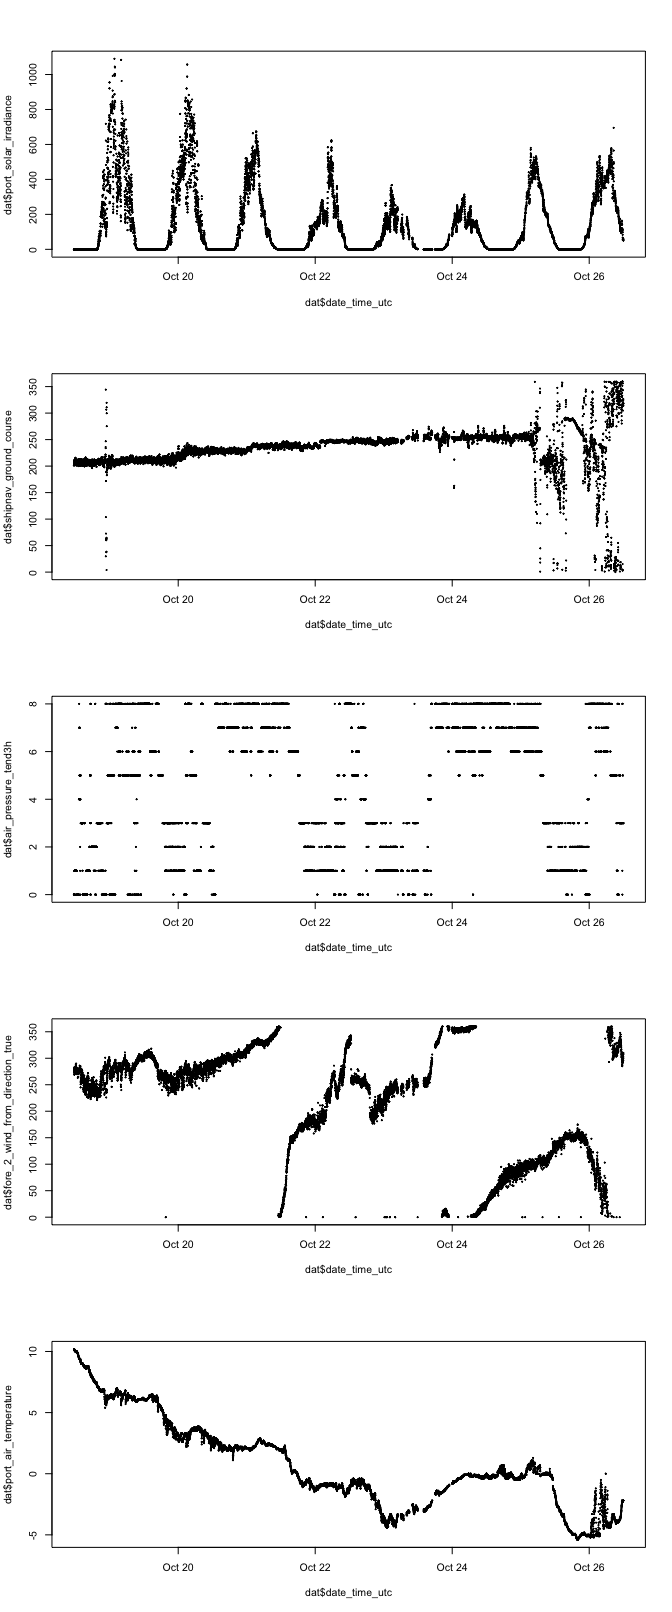 dat$port_solar_irradiance
0 200 400 600 800 1000
Oct 20 Oct 22 Oct 24 Oct 26
dat$date_time_utc
dat$shipnav_ground_course
0 50 100 150 200 250 300 350
Oct 20 Oct 22 Oct 24 Oct 26
dat$date_time_utc
dat$air_pressure_tend3h
0 2 4 6 8
Oct 20 Oct 22 Oct 24 Oct 26
dat$date_time_utc
dat$fore_2_wind_from_direction_true
0 50 100 150 200 250 300 350
Oct 20 Oct 22 Oct 24 Oct 26
dat$date_time_utc
dat$port_air_temperature
-5 0 5 10
Oct 20 Oct 22 Oct 24 Oct 26
dat$date_time_utc